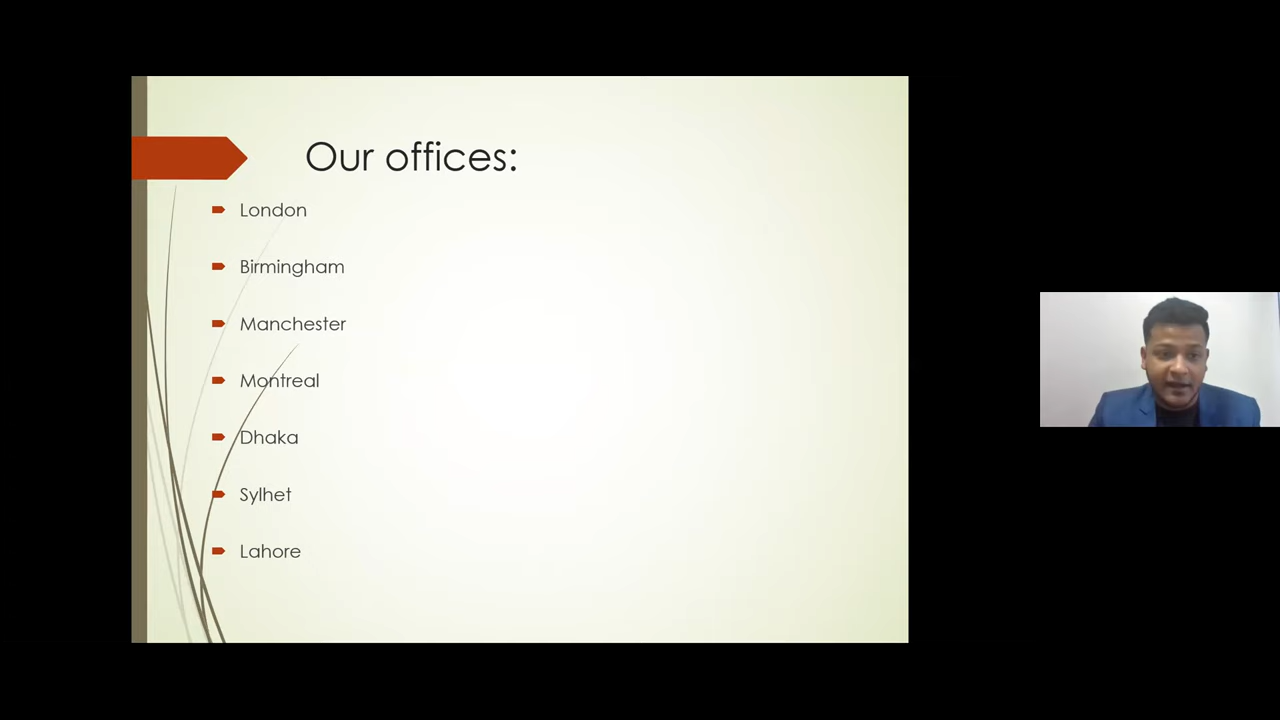 Our offices:
London
Birmingham
Manchester
Montreal
Dhaka
Sylhet
Lahore